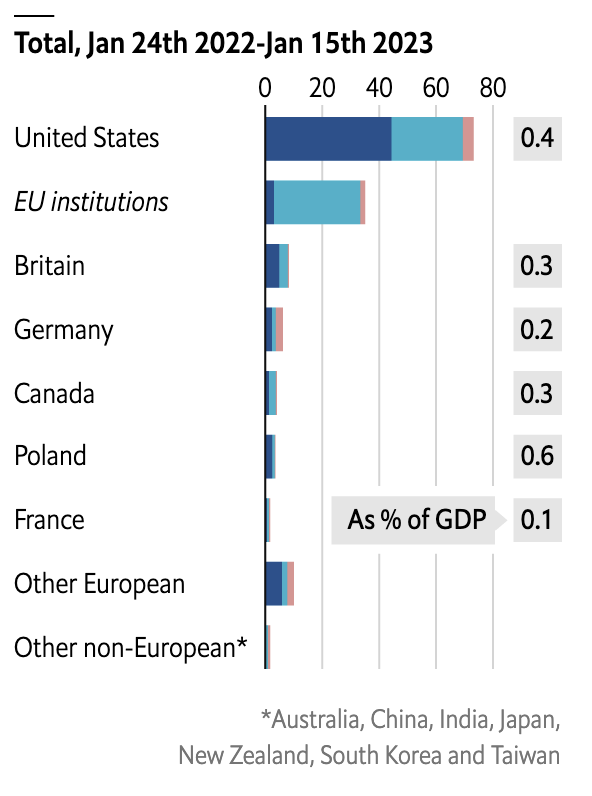 Total, Jan 24th 2022-Jan 15th 2023
0 20 40 60 80
United States 0.4
EU institutions
Britain 0.3
Germany 0.2
Canada 0.3
Poland 0.6
France As % of GDP 0.1
Other European
Other non-European*
*Australia, China, India, Japan,
New Zealand, South Korea and Taiwan